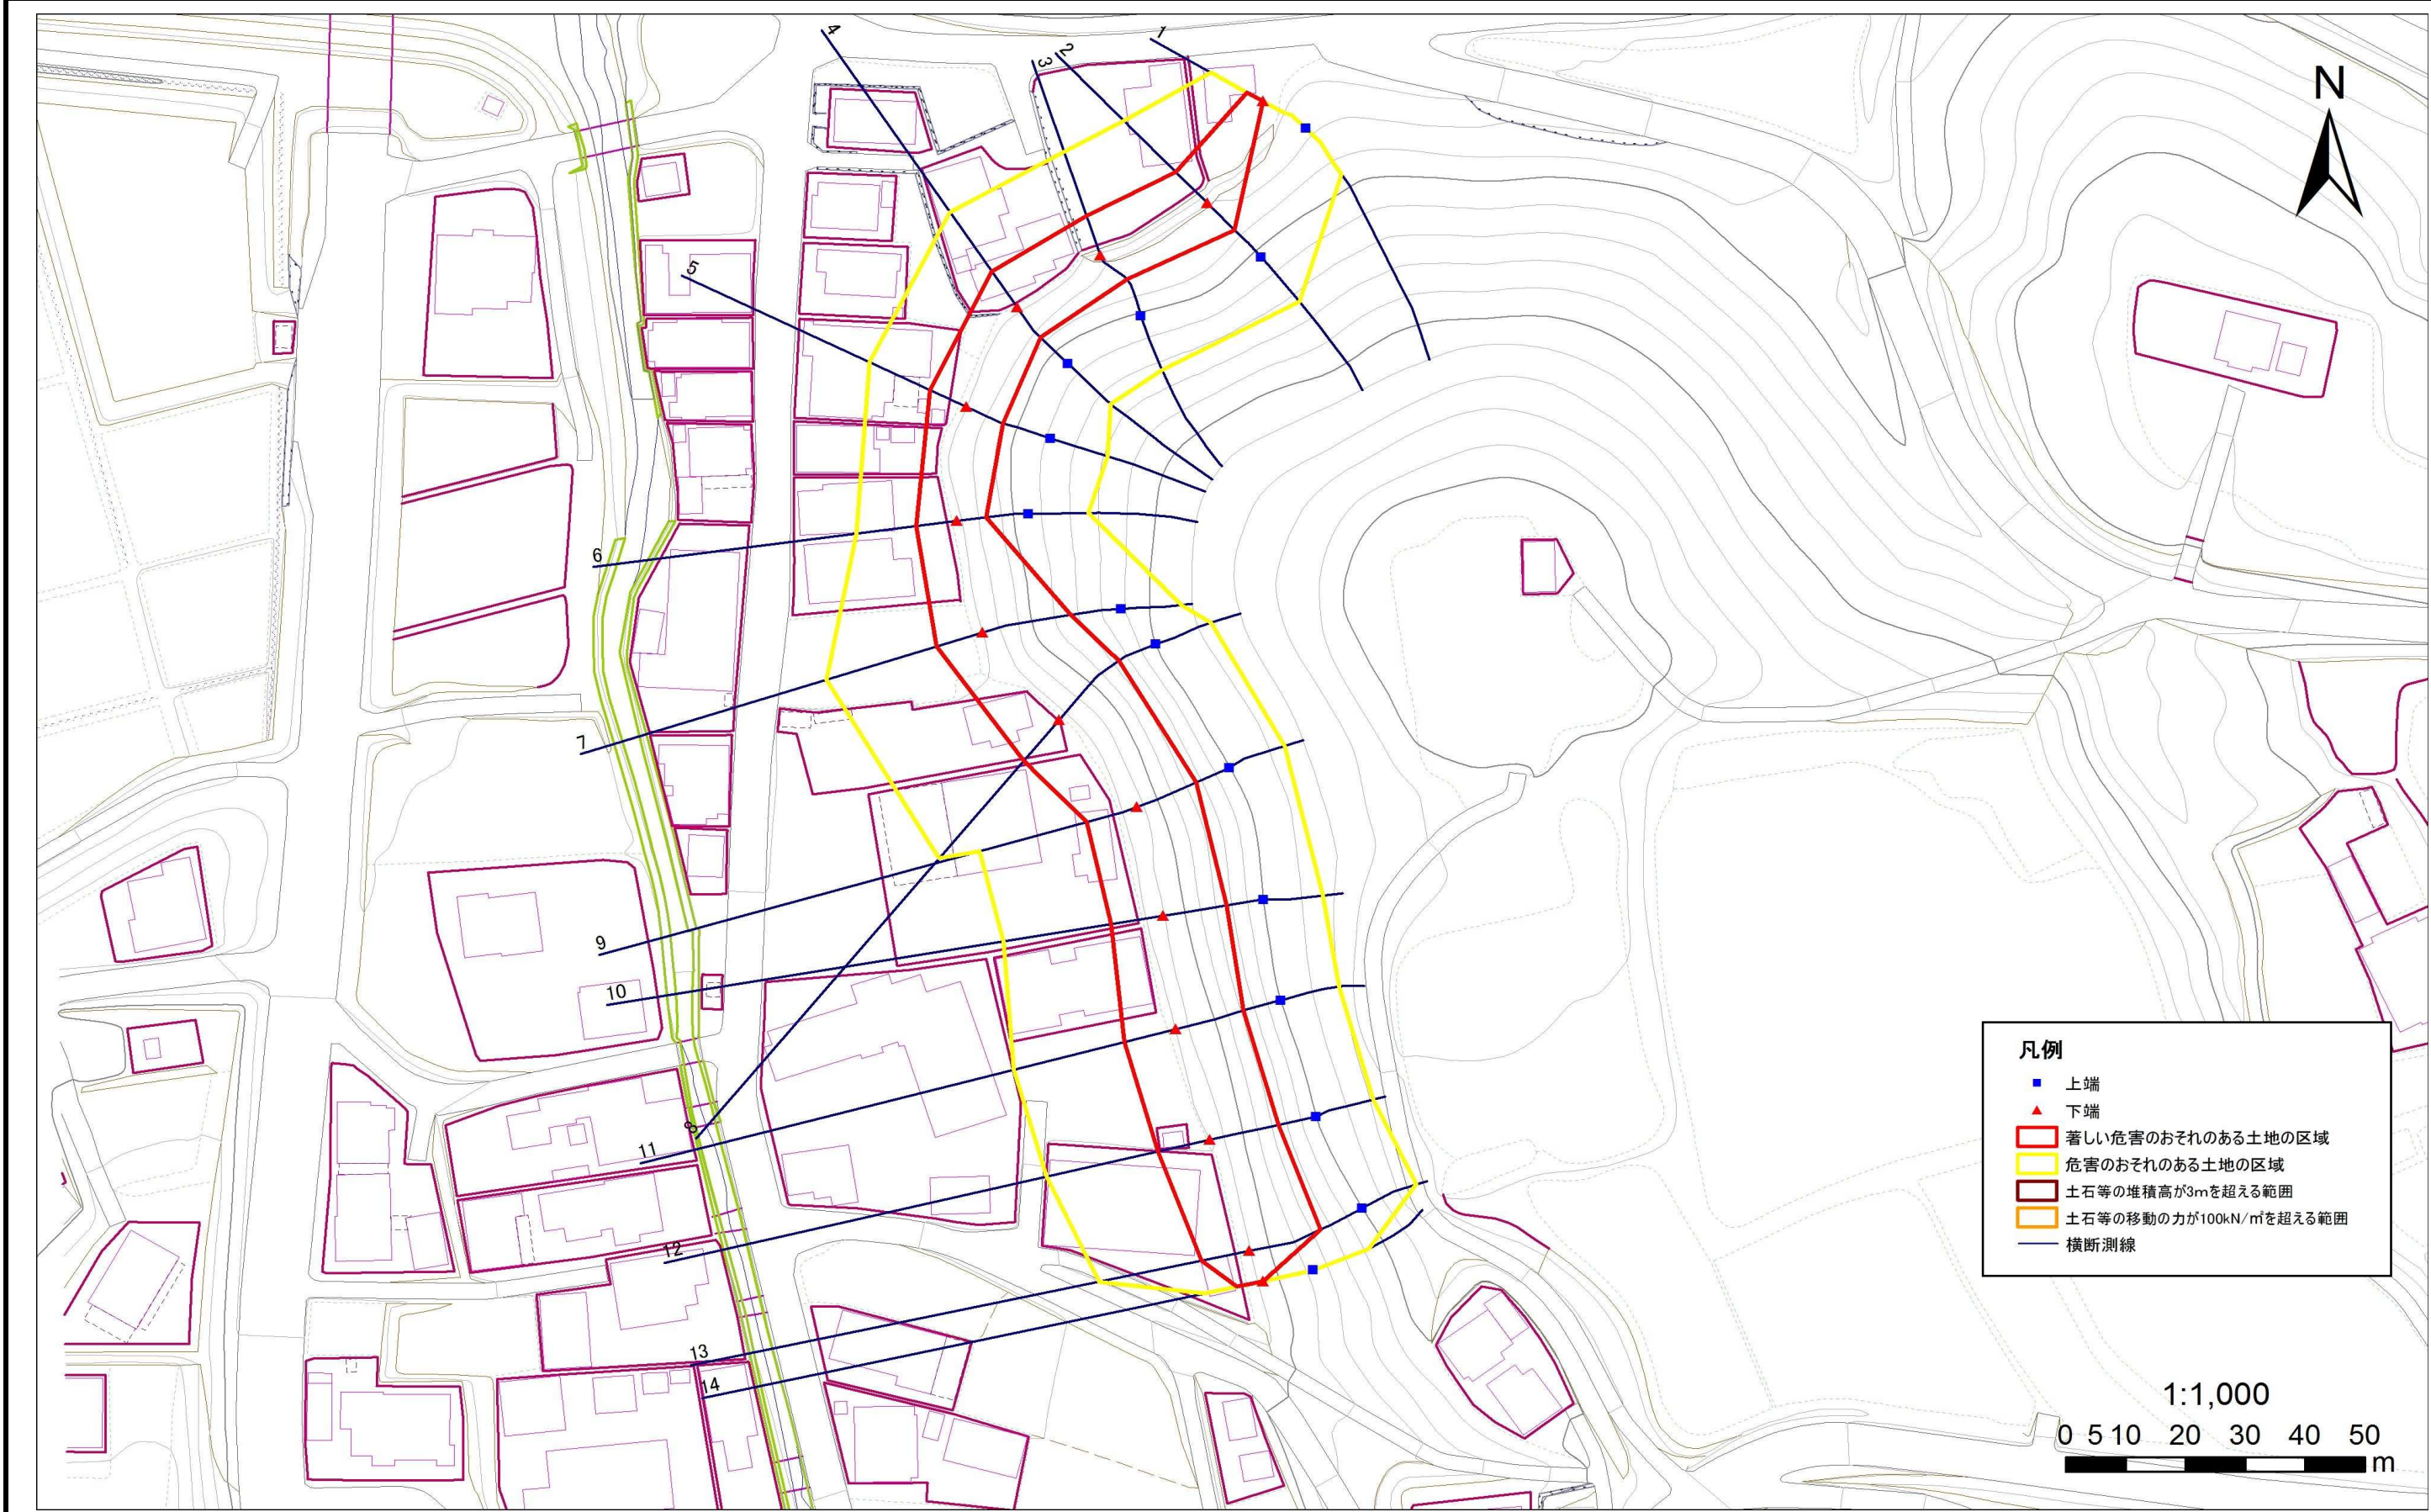 1
2
3
4
N
5
6
7
8
9
10
11
12
13
14
凡例
上端
下端
著しい危害のおそれのある土地の区域
危害のおそれのある土地の区域
土石等の堆積高が3mを超える範囲
土石等の移動の力が100kN/㎡を超える範囲
横断測線
1:1,000
0 5 10 20 30 40 50
m